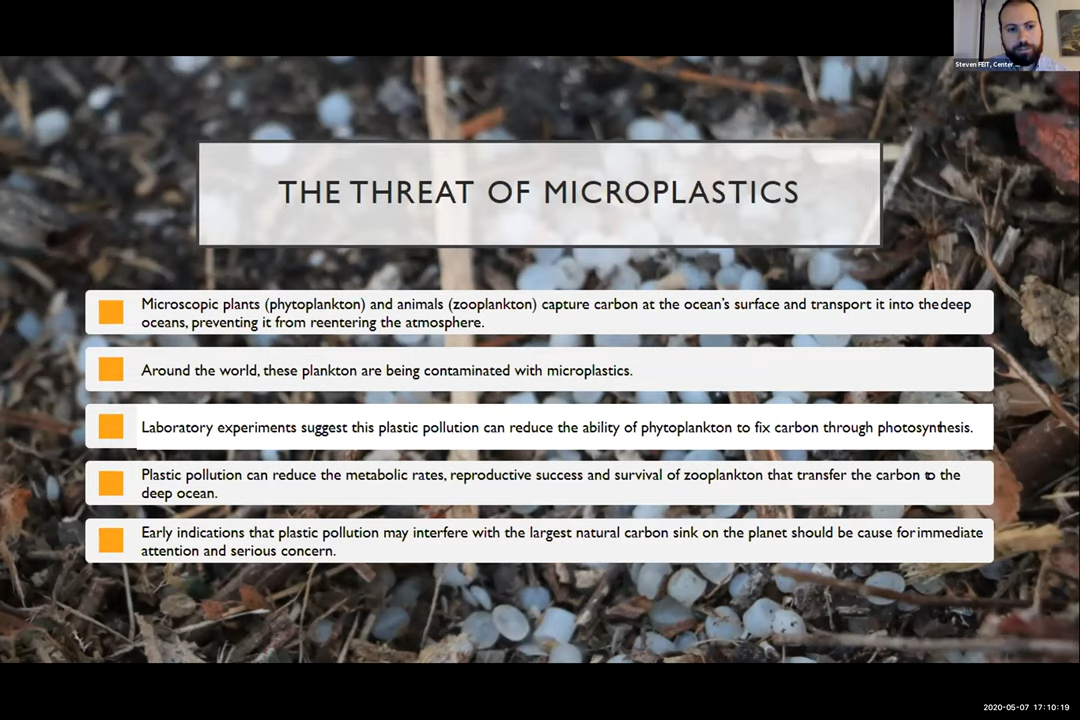 Steven FEIT, Center...
THE THREAT OF MICROPLASTICS
Microscopic plants (phytoplankton) and animals (zooplankton) capture carbon at the ocean's surface and transport it into the deep
oceans, preventing it from reentering the atmosphere.
Around the world, these plankton are being contaminated with microplastics.
Laboratory experiments suggest this plastic pollution can reduce the ability of phytoplankton to fix carbon through photosynthesis.
Plastic pollution can reduce the metabolic rates, reproductive success and survival of zooplankton that transfer the carbon to the
deep ocean.
Early indications that plastic pollution may interfere with the largest natural carbon sink on the planet should be cause for immediate
attention and serious concern.
2020-05-07 17:10:19